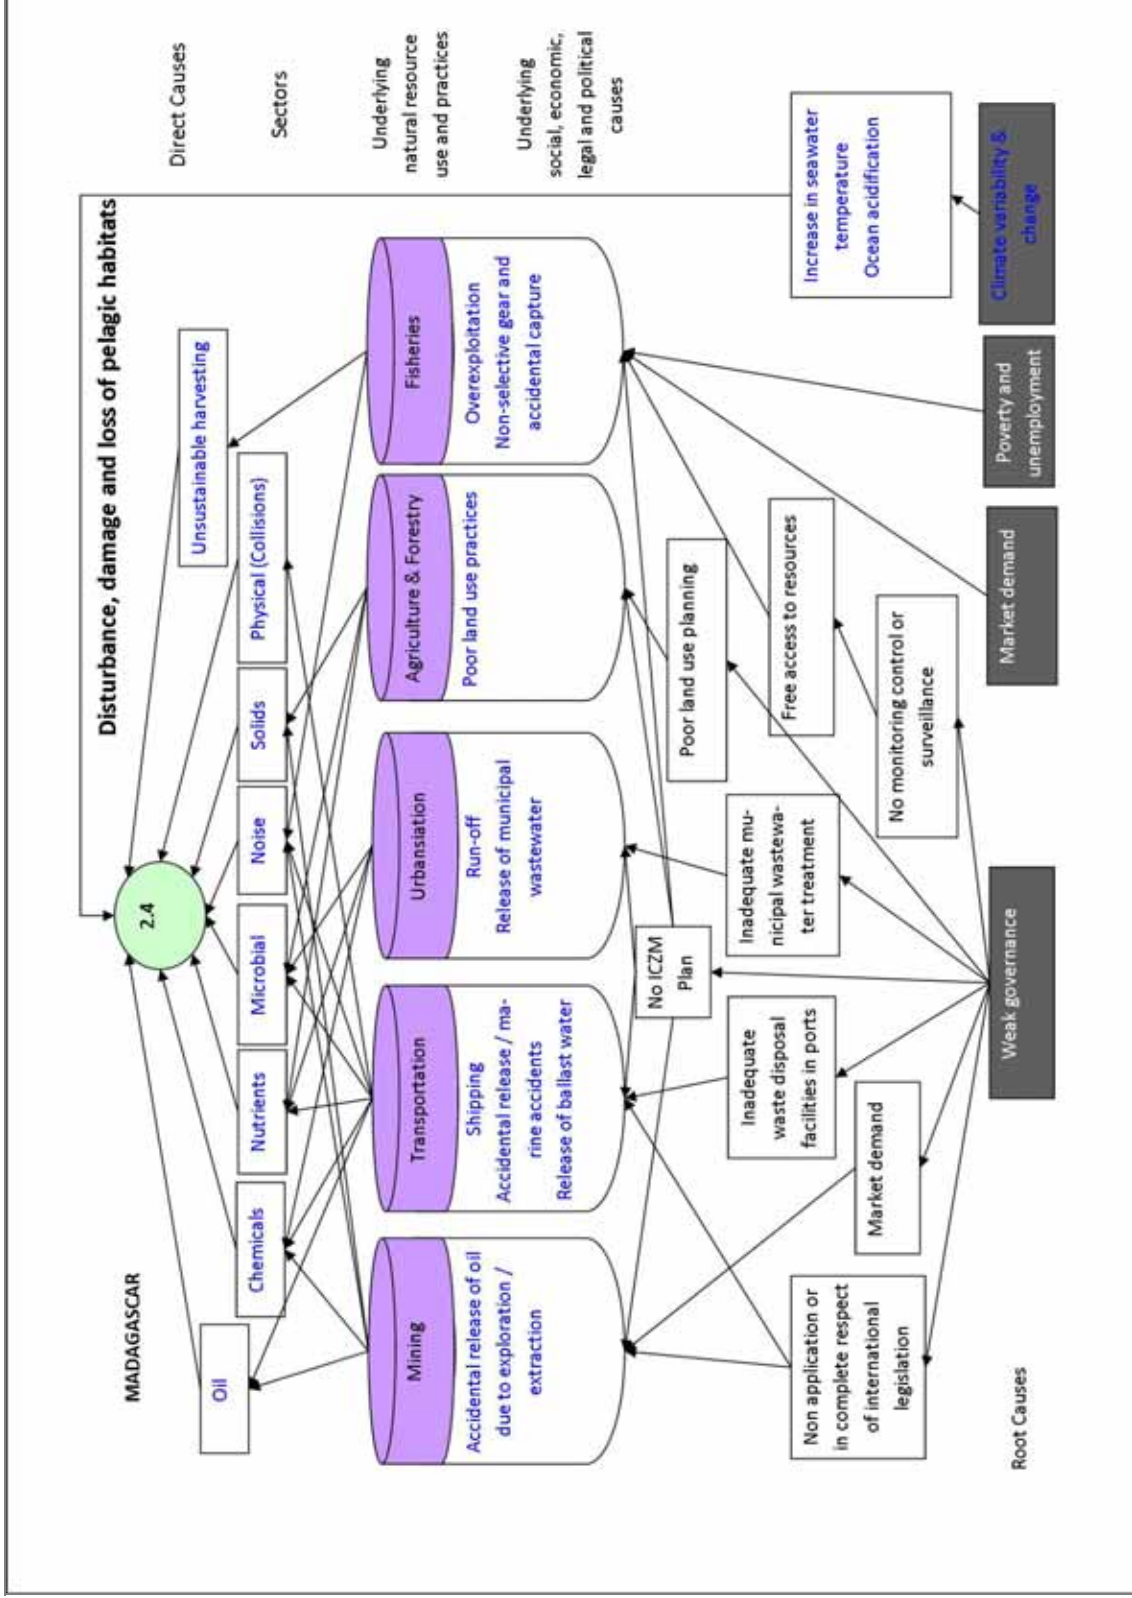 MADAGASCAR
Disturbance, damage and loss of pelagic habitats
2.4
Direct Causes
Oil
Chemicals
Nutrients
Microbial
Noise
Solids
Physical (Collisions)
Unsustainable harvesting
Sectors
Mining
Transportation
Urbansiation
Agriculture & Forestry
Fisheries
Underlying
natural resource
use and practices
Accidental release of oil
due to exploration /
extraction
Shipping
Accidental release / ma-
rine accidents
Release of ballast water
Run-off
Release of municipal
wastewater
Poor land use practices
Overexploitation
Non-selective gear and
accidental capture
Underlying
social, economic,
legal and political
causes
No ICZM
Plan
Poor land use planning
Inadequate
waste disposal
facilities in ports
Inadequate mu-
nicipal wastewa-
ter treatment
Free access to resources
Non application or
in complete respect
of international
legislation
Market demand
No monitoring control or
surveillance
Increase in seawater
temperature
Ocean acidification
Root Causes
Weak governance
Market demand
Poverty and
unemployment
Climate variability &
change